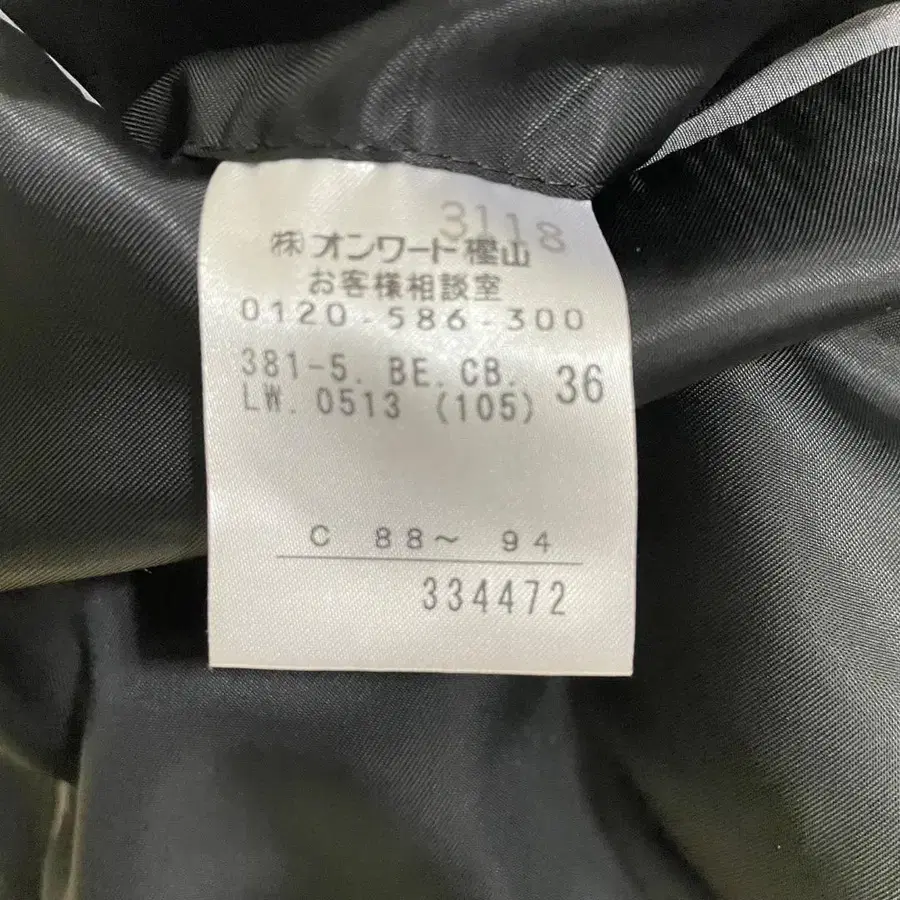 3118
㈱オンワード樫山
お客様相談室
0120-586-300
381-5. BE. CB. 36
LW. 0513 (105)
C 88~ 94
334472